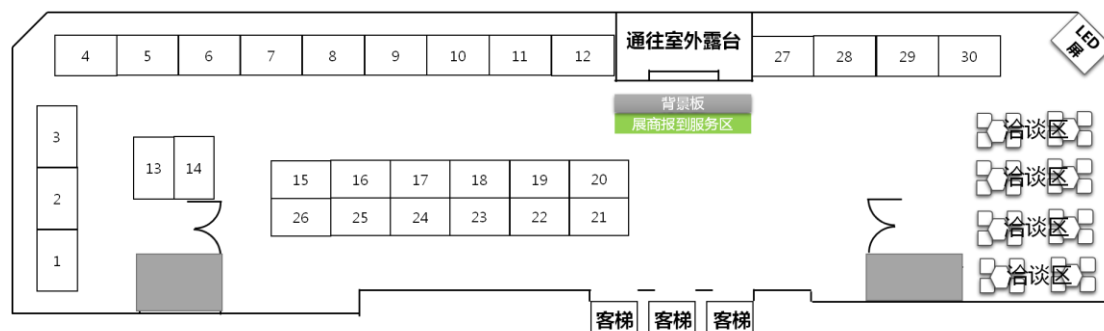 通往室外露台
LED
屏
4 5 6 7 8 9 10 11 12
27 28 29 30
背景板
展商报到服务区
3
2
1
13 14
15 16 17 18 19 20
26 25 24 23 22 21
洽谈区
洽谈区
洽谈区
洽谈区
客梯 客梯 客梯